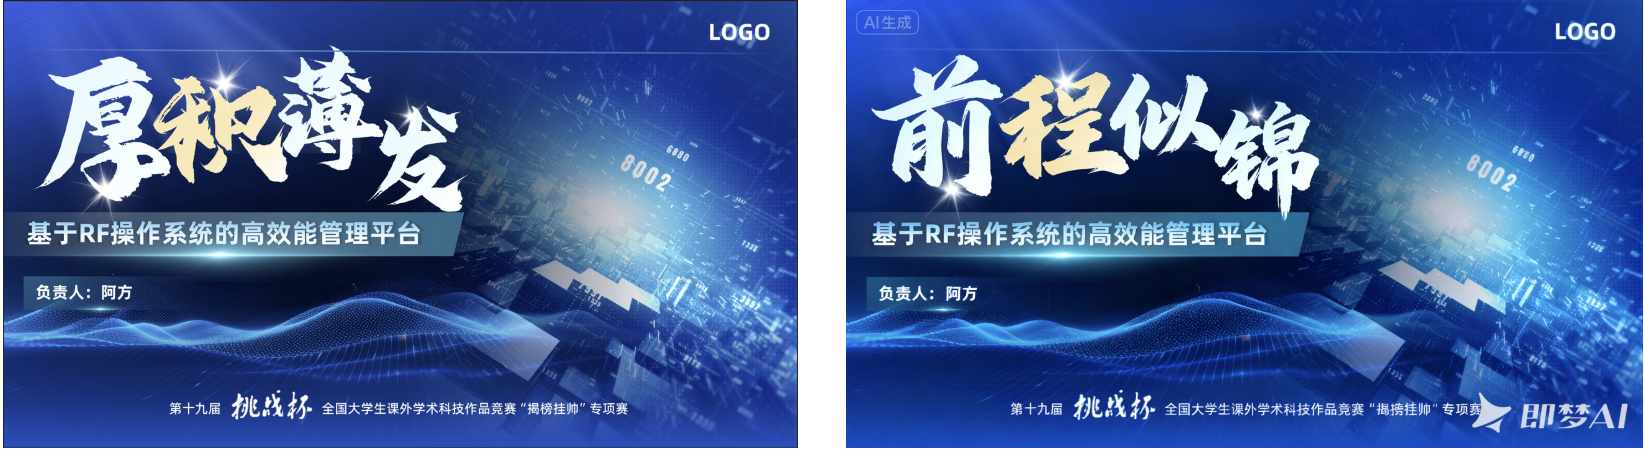 LOGO
厚积薄发
基于RF操作系统的高效能管理平台
负责人：阿方
8002
6880
第十九届 挑战杯 全国大学生课外学术科技作品竞赛“揭榜挂帅”专项赛
AI生成
LOGO
前程似锦
基于RF操作系统的高效能管理平台
负责人：阿方
8002
第十九届 挑战杯 全国大学生课外学术科技作品竞赛“揭榜挂帅”专项赛
即梦AI